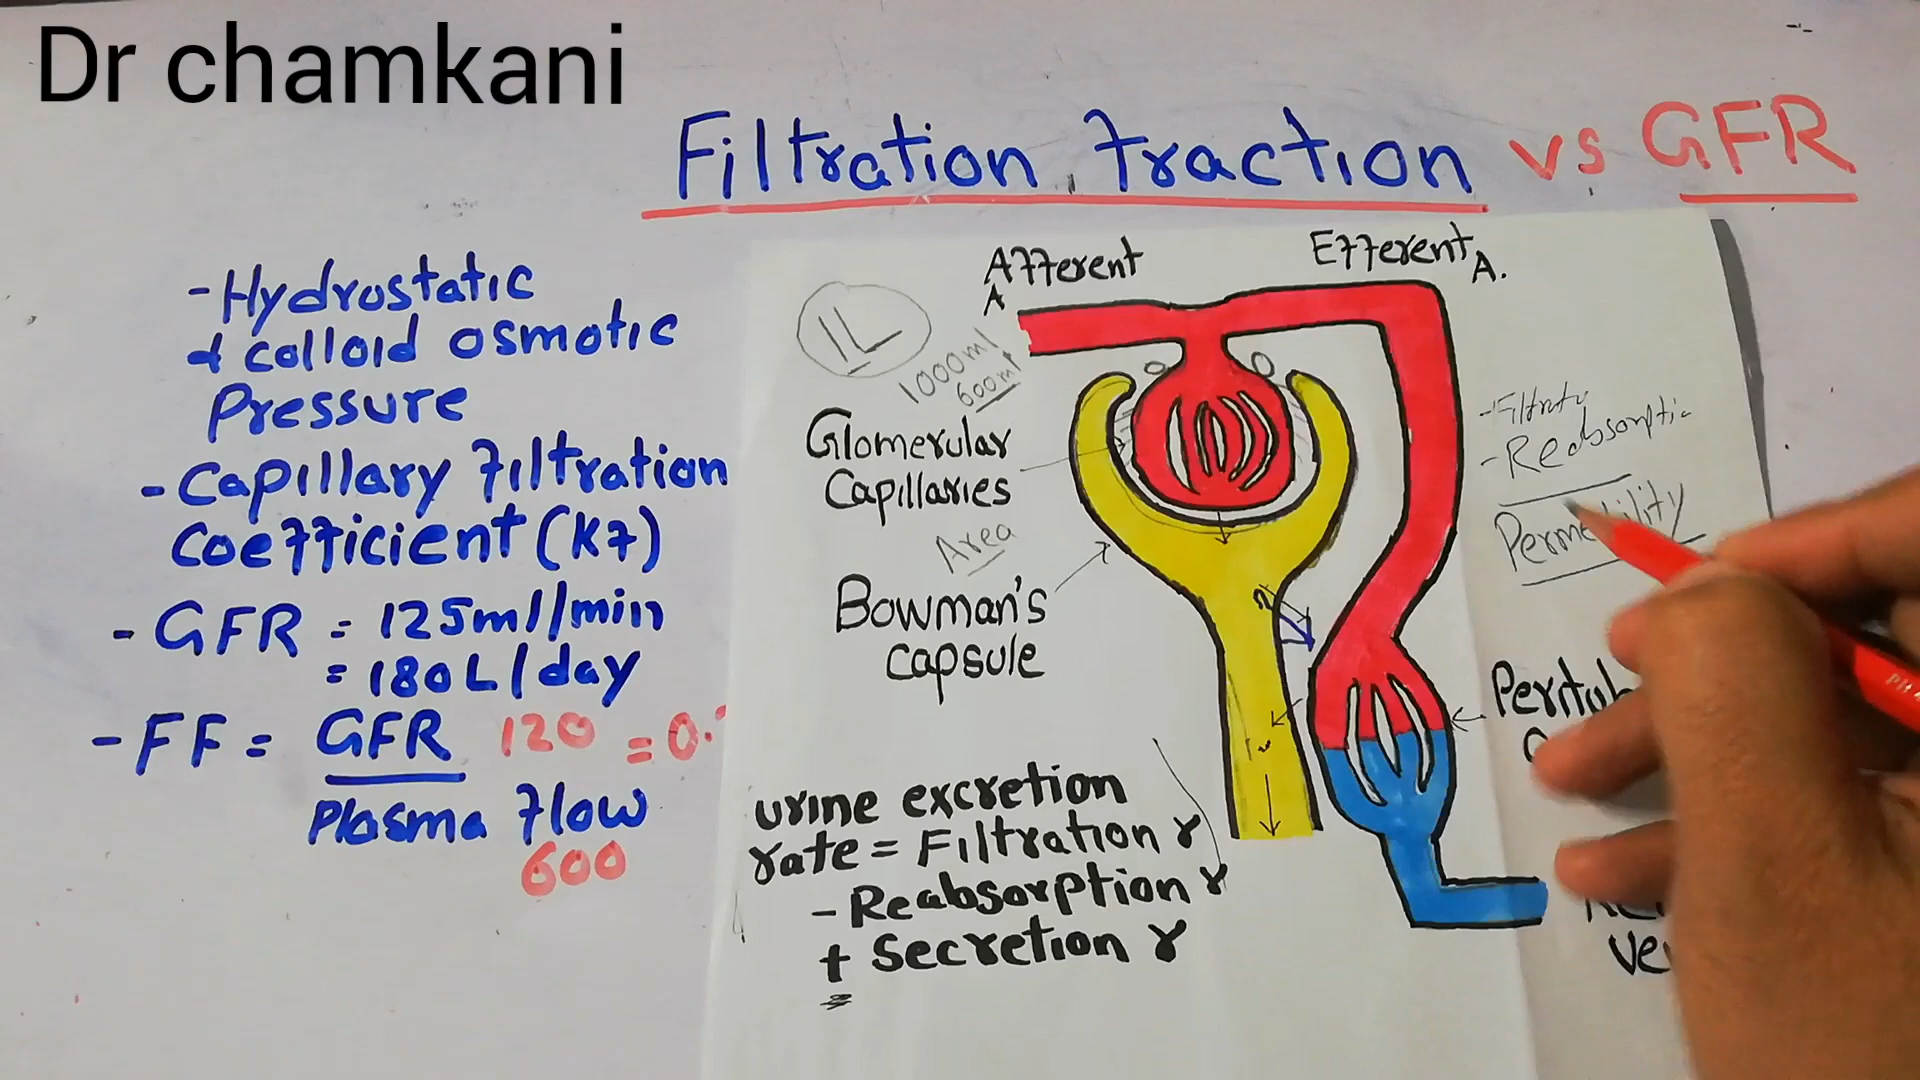 Dr chamkani
Filtration fraction vs GFR
- Hydrostatic
& colloid osmotic
Pressure
- Capillary filtration
Coefficient (Kf)
- GFR = 125ml/min
= 180L/day
- FF = GFR 120 = 0.
Plasma flow
600
Afferent
A
Efferent A.
1L
1000ml
600ml
Glomerular
Capillaries
Area
Bowman's
capsule
- Reabsorptio
Permebility
urine excretion
rate = Filtration r
- Reabsorption r
+ Secretion r